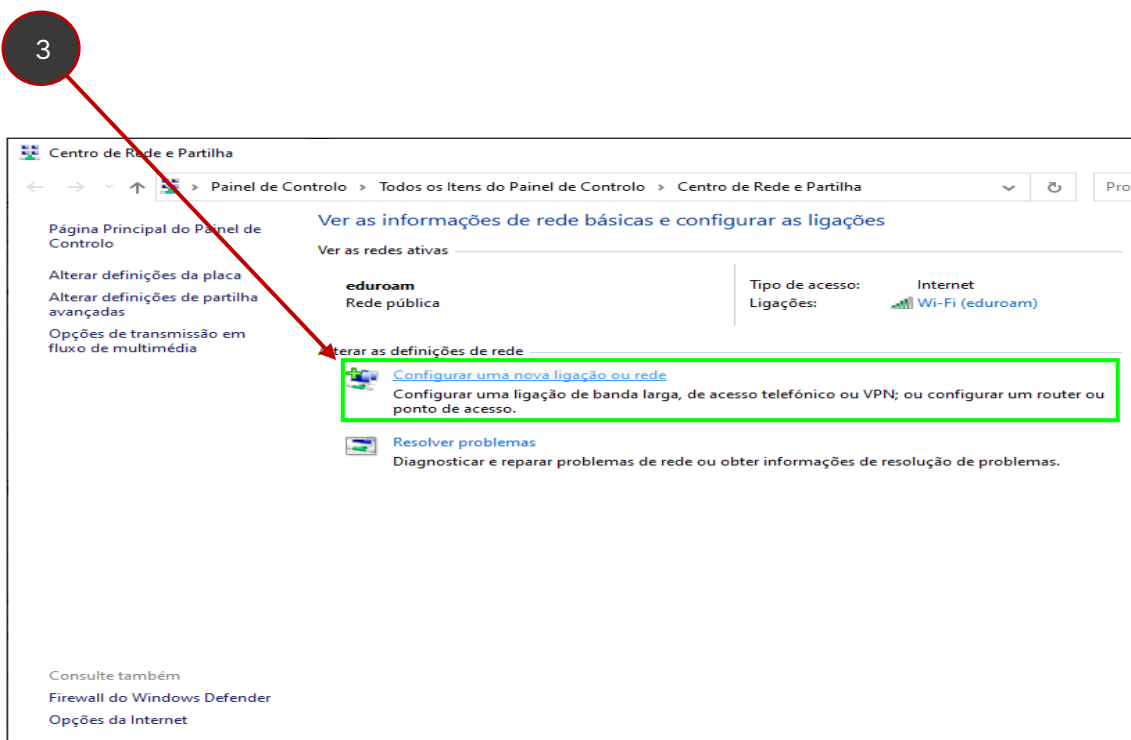 3
Centro de Rede e Partilha
Painel de Controlo > Todos os Itens do Painel de Controlo > Centro de Rede e Partilha
Pro
Página Principal do Painel de
Controlo
Alterar definições da placa
Alterar definições de partilha
avançadas
Opções de transmissão em
fluxo de multimédia
Ver as informações de rede básicas e configurar as ligações
Ver as redes ativas
eduroam
Rede pública
Tipo de acesso: Internet
Ligações: Wi-Fi (eduroam)
Alterar as definições de rede
Configurar uma nova ligação ou rede
Configurar uma ligação de banda larga, de acesso telefónico ou VPN; ou configurar um router ou
ponto de acesso.
Resolver problemas
Diagnosticar e reparar problemas de rede ou obter informações de resolução de problemas.
Consulte também
Firewall do Windows Defender
Opções da Internet